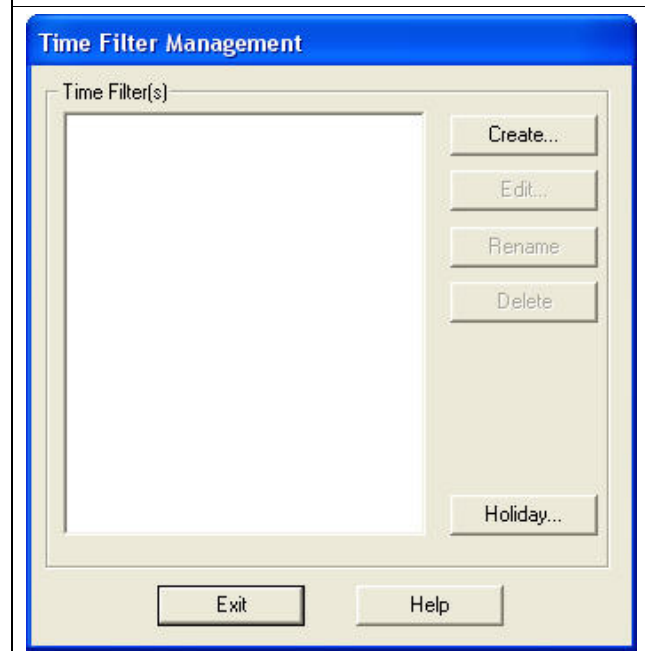 Time Filter Management
Time Filter(s)
Create...
Edit...
Rename
Delete
Holiday...
Exit
Help